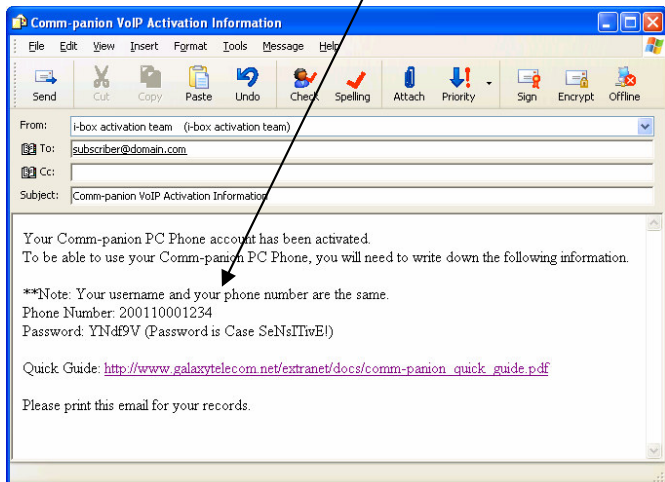 Comm-panion VoIP Activation Information
File Edit View Insert Format Tools Message Help
Send Cut Copy Paste Undo Check Spelling Attach Priority Sign Encrypt Offline
From: i-box activation team (i-box activation team)
To: subscriber@domain.com
Cc:
Subject: Comm-panion VoIP Activation Information
Your Comm-panion PC Phone account has been activated.
To be able to use your Comm-panion PC Phone, you will need to write down the following information.
**Note: Your username and your phone number are the same.
Phone Number: 200110001234
Password: YNdf9V (Password is Case SeNsITivE!)
Quick Guide: http://www.galaxytelecom.net/extranet/docs/comm-panion_quick_guide.pdf
Please print this email for your records.